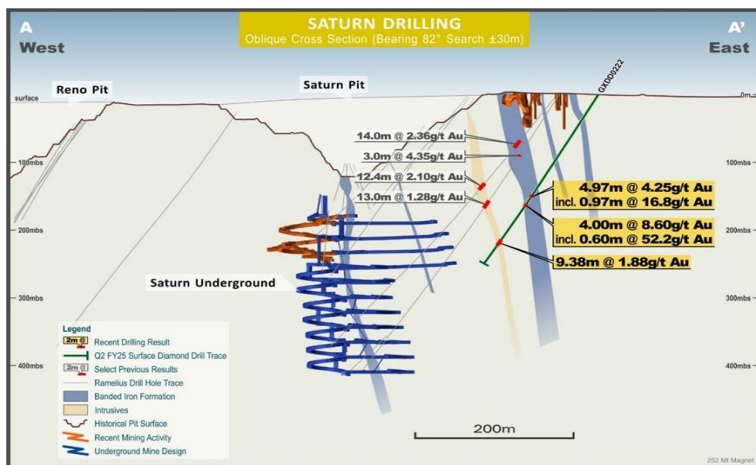 A
West
SATURN DRILLING
Oblique Cross Section (Bearing 82° Search ±30m)
A'
East
Reno Pit
Saturn Pit
GXDD0222
surface
0m
14.0m @ 2.36g/t Au
3.0m @ 4.35g/t Au
12.4m @ 2.10g/t Au
13.0m @ 1.28g/t Au
100mbs
100mbs
4.97m @ 4.25g/t Au
incl. 0.97m @ 16.8g/t
4.00m @ 8.60g/t Au
incl. 0.60m @ 52.2g/t
9.38m @ 1.88g/t Au
200mbs
200mbs
Saturn Underground
300mbs
300mbs
400mbs
400mbs
Legend
2m @
Recent Drilling Result
Q2 FY25 Surface Diamond Drill Trace
2m @
Select Previous Results
Ramelius Drill Hole Trace
Banded Iron Formation
Intrusives
Historical Pit Surface
Recent Mining Activity
Underground Mine Design
200m
252 Mt Magnet